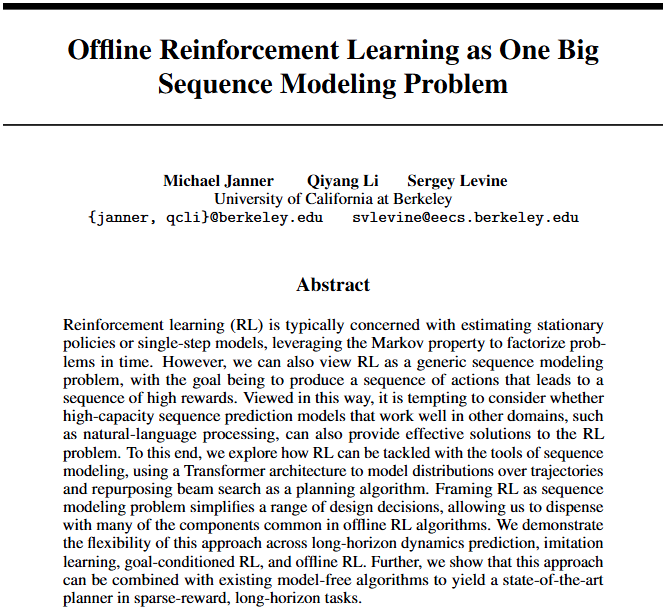 Offline Reinforcement Learning as One Big
Sequence Modeling Problem
Michael Janner Qiyang Li Sergey Levine
University of California at Berkeley
{janner, qcli}@berkeley.edu svlevine@eecs.berkeley.edu
Abstract
Reinforcement learning (RL) is typically concerned with estimating stationary
policies or single-step models, leveraging the Markov property to factorize prob-
lems in time. However, we can also view RL as a generic sequence modeling
problem, with the goal being to produce a sequence of actions that leads to a
sequence of high rewards. Viewed in this way, it is tempting to consider whether
high-capacity sequence prediction models that work well in other domains, such
as natural-language processing, can also provide effective solutions to the RL
problem. To this end, we explore how RL can be tackled with the tools of sequence
modeling, using a Transformer architecture to model distributions over trajectories
and repurposing beam search as a planning algorithm. Framing RL as sequence
modeling problem simplifies a range of design decisions, allowing us to dispense
with many of the components common in offline RL algorithms. We demonstrate
the flexibility of this approach across long-horizon dynamics prediction, imitation
learning, goal-conditioned RL, and offline RL. Further, we show that this approach
can be combined with existing model-free algorithms to yield a state-of-the-art
planner in sparse-reward, long-horizon tasks.